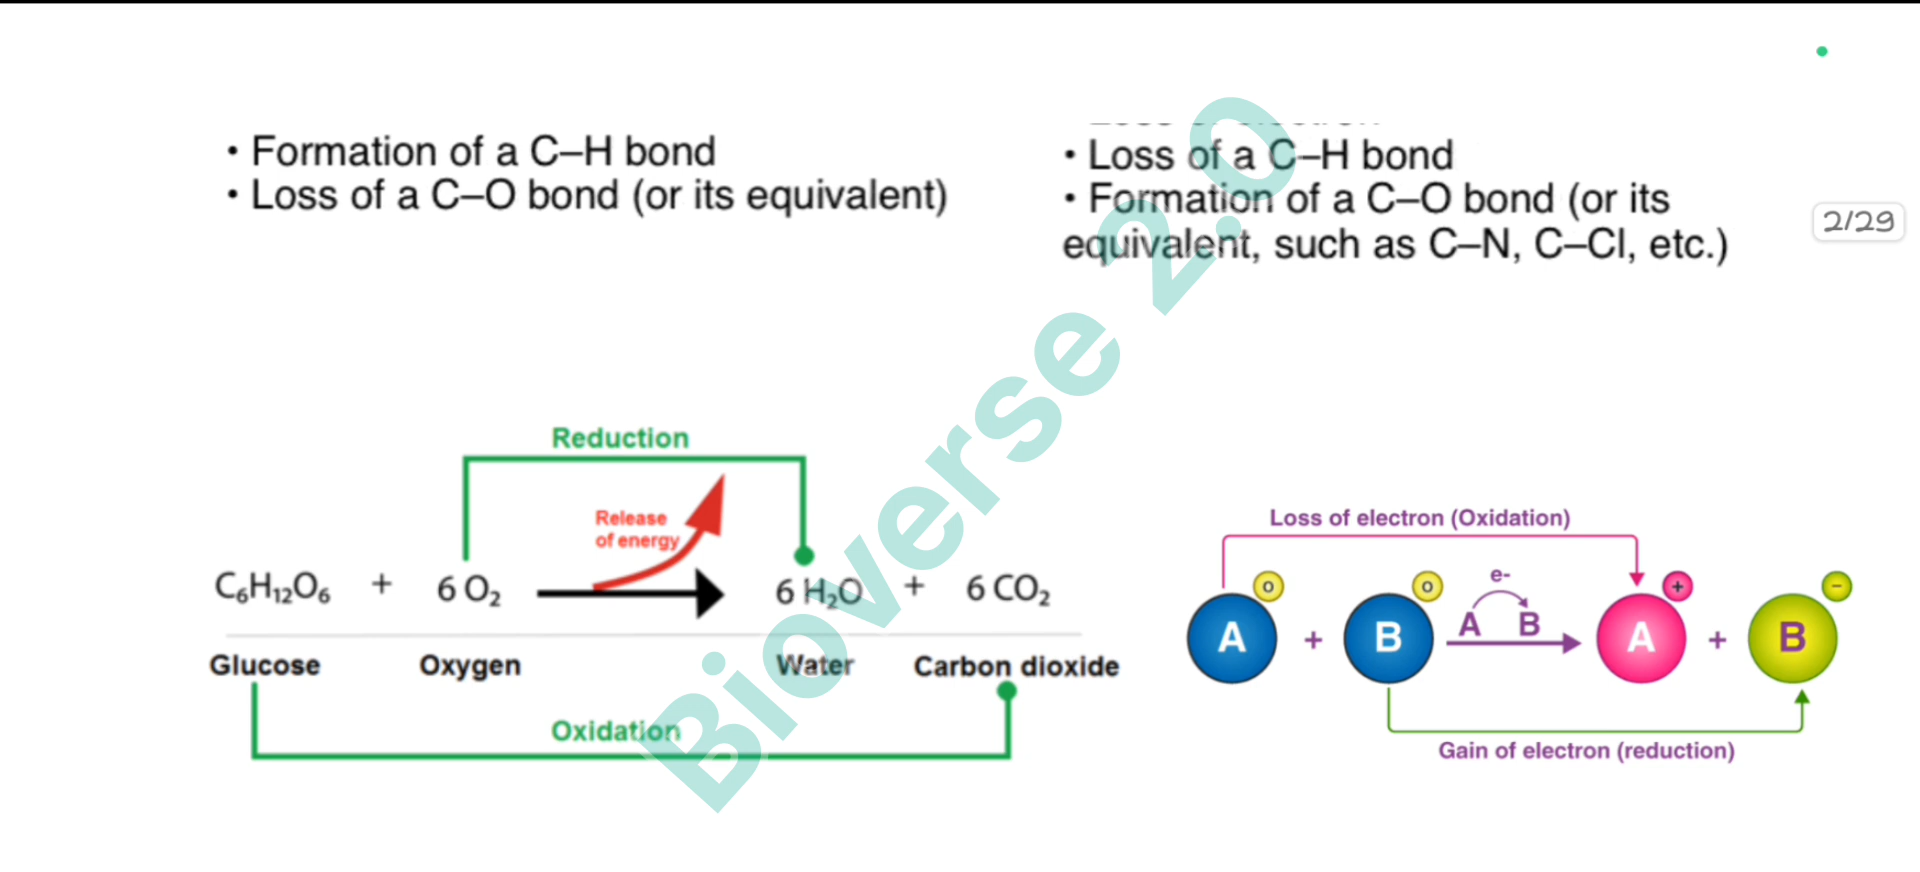 • Formation of a C–H bond
• Loss of a C–O bond (or its equivalent)
• Loss of a C–H bond
• Formation of a C–O bond (or its
equivalent, such as C–N, C–Cl, etc.)
2/29
Reduction
Release
of energy
C₆H₁₂O₆ + 6 O₂ 6 H₂O + 6 CO₂
Glucose Oxygen Water Carbon dioxide
Oxidation
Loss of electron (Oxidation)
o o e- + −
A + B A B A + B
Gain of electron (reduction)
Bioverse 2.0